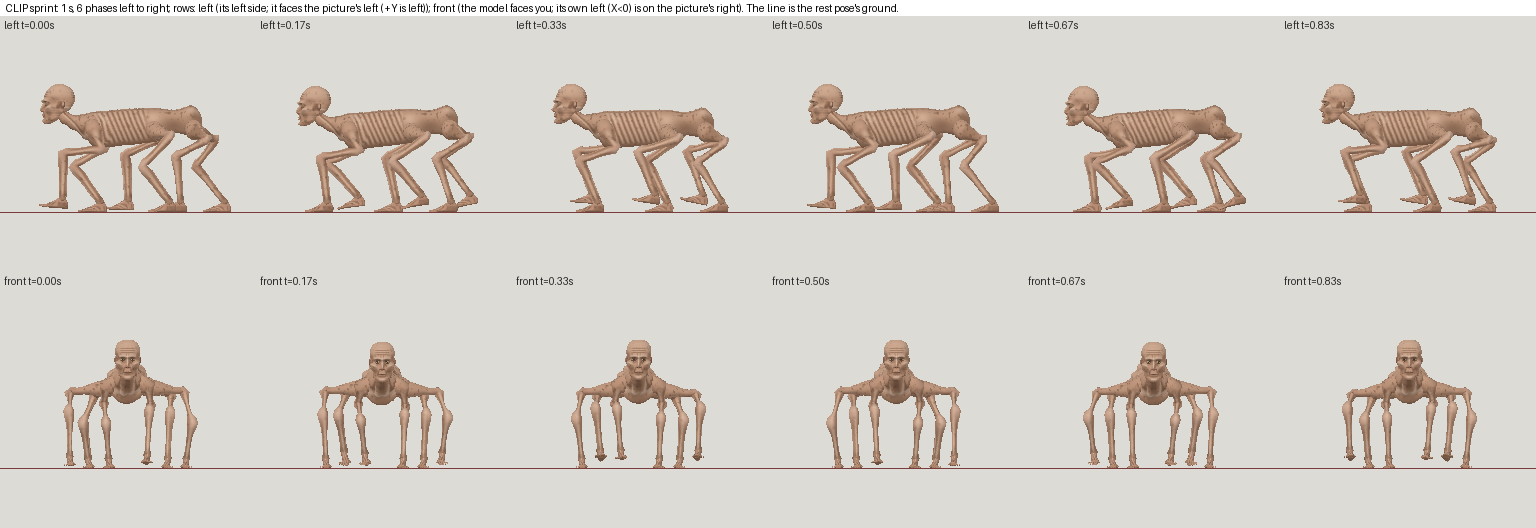 CLIP sprint: 1 s, 6 phases left to right; rows: left (its left side; it faces the picture's left (+Y is left)); front (the model faces you; its own left (X<0) is on the picture's right). The line is the rest pose's ground.
left t=0.00s left t=0.17s left t=0.33s left t=0.50s left t=0.67s left t=0.83s
front t=0.00s front t=0.17s front t=0.33s front t=0.50s front t=0.67s front t=0.83s